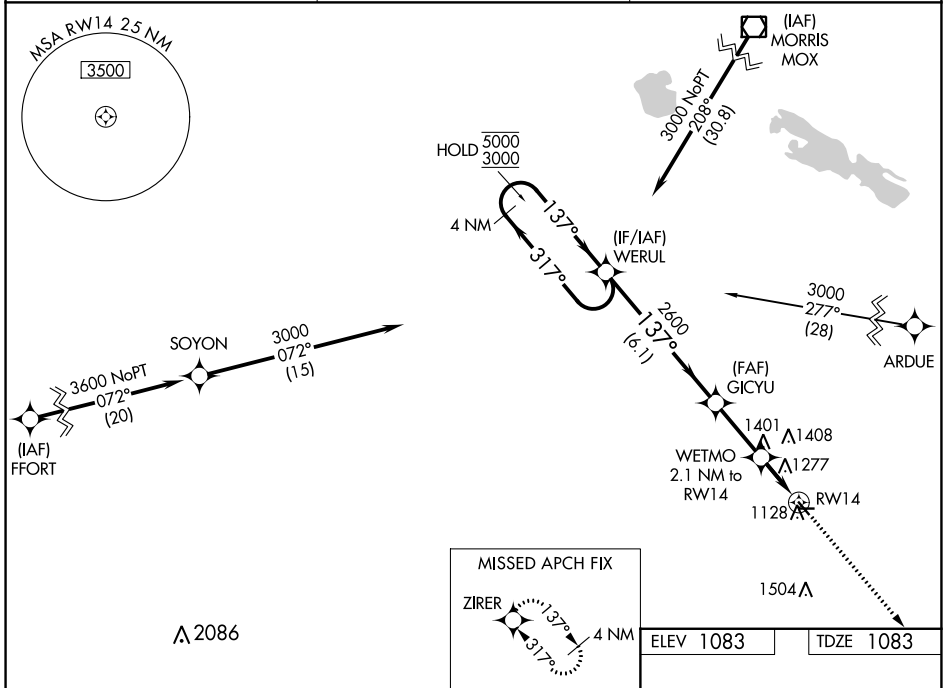 MSA RW14 25 NM
3500
(IAF)
MORRIS
MOX
3000 NoPT
208°
(30.8)
HOLD 5000
3000
4 NM
137°
317°
(IF/IAF)
WERUL
2600
137°
(6.1)
3000
277°
(28)
ARDUE
SOYON
3000
072°
(15)
3600 NoPT
072°
(20)
(IAF)
FFORT
(FAF)
GICYU
1401
1408
WETMO
2.1 NM to
RW14
1277
RW14
1128
1504
2086
MISSED APCH FIX
ZIRER
137°
317°
4 NM
ELEV 1083
TDZE 1083